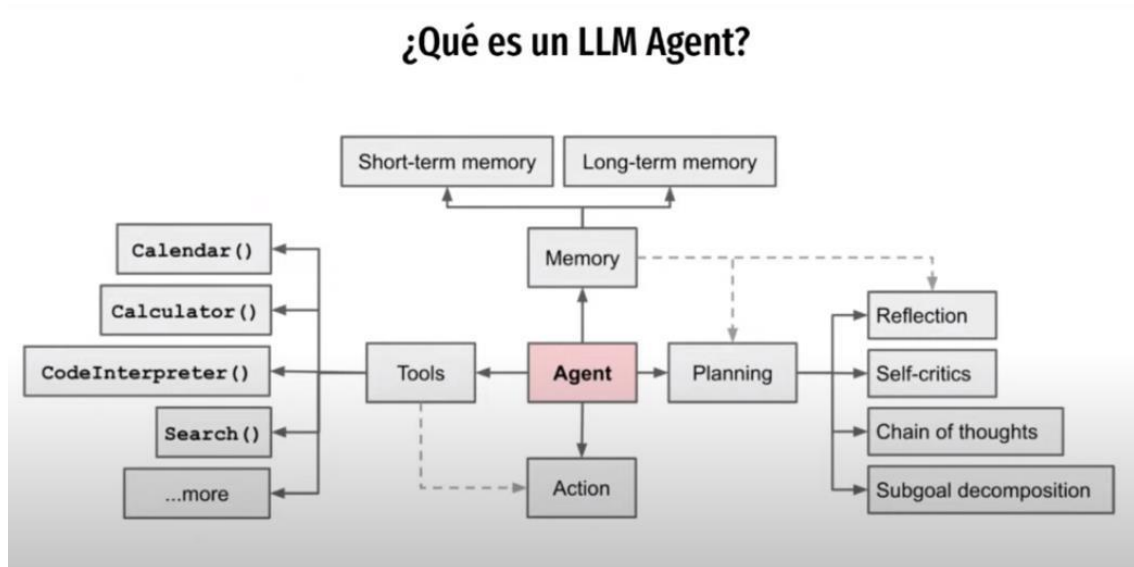 ¿Qué es un LLM Agent?
Short-term memory
Long-term memory
Calendar()
Memory
Calculator()
Reflection
CodeInterpreter()
Tools
Agent
Planning
Self-critics
Search()
Chain of thoughts
...more
Action
Subgoal decomposition